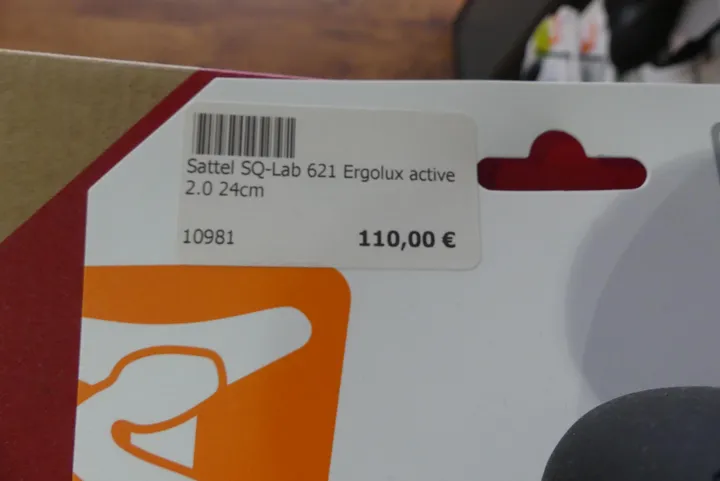 Sattel SQ-Lab 621 Ergolux active
2.0 24cm
10981 110,00 €